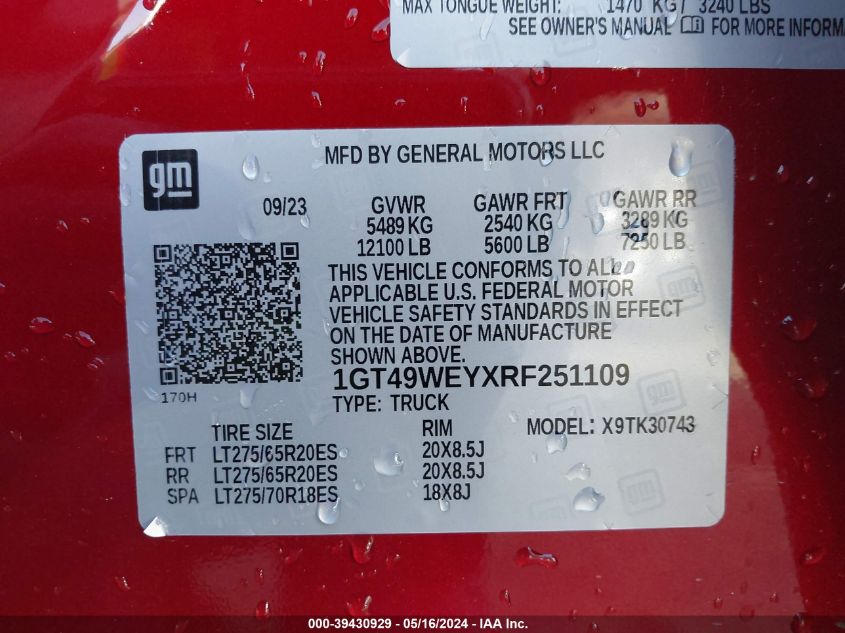 MAX TONGUE WEIGHT: 1470 KG / 3240 LBS
SEE OWNER'S MANUAL FOR MORE INFORMA
gm
MFD BY GENERAL MOTORS LLC
09/23 GVWR GAWR FRT GAWR RR
5489 KG 2540 KG 3289 KG
12100 LB 5600 LB 7250 LB
THIS VEHICLE CONFORMS TO ALL
APPLICABLE U.S. FEDERAL MOTOR
VEHICLE SAFETY STANDARDS IN EFFECT
ON THE DATE OF MANUFACTURE
SHOWN ABOVE.
170H
1GT49WEYXRF251109
TYPE: TRUCK
TIRE SIZE RIM MODEL: X9TK30743
FRT LT275/65R20ES 20X8.5J
RR LT275/65R20ES 20X8.5J
SPA LT275/70R18ES 18X8J
000-39430929 - 05/16/2024 - IAA Inc.